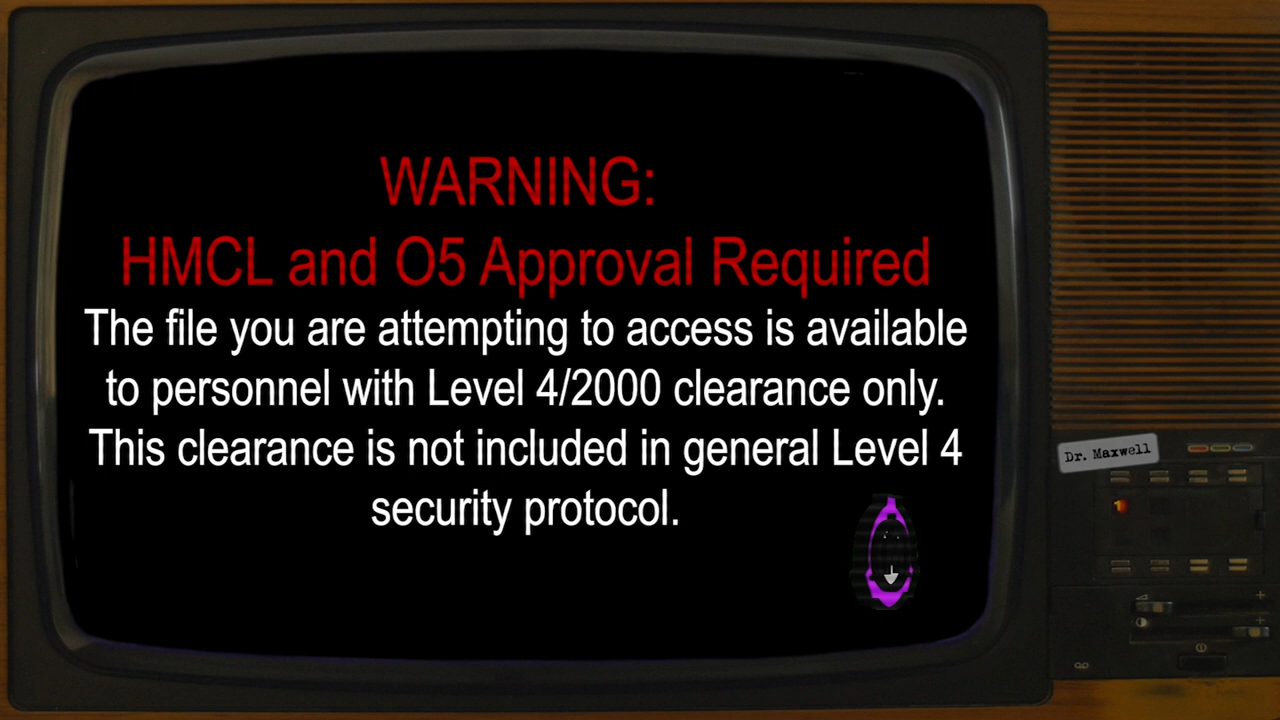 WARNING:
HMCL and O5 Approval Required
The file you are attempting to access is available
to personnel with Level 4/2000 clearance only.
This clearance is not included in general Level 4
security protocol.
Dr. Maxwell
1